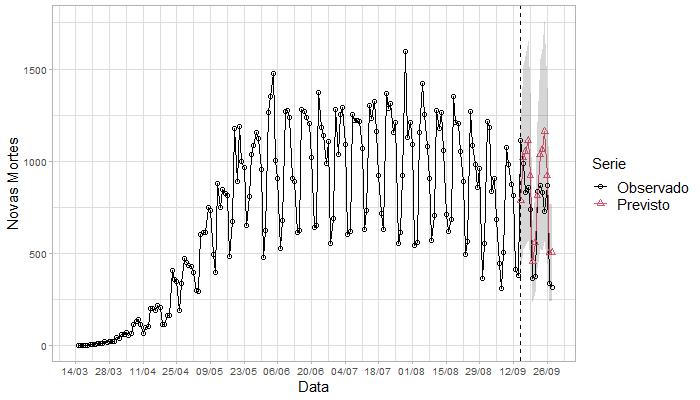 Novas Mortes
1500
1000
500
0
14/03 28/03 11/04 25/04 09/05 23/05 06/06 20/06 04/07 18/07 01/08 15/08 29/08 12/09 26/09
Data
Serie
Observado
Previsto